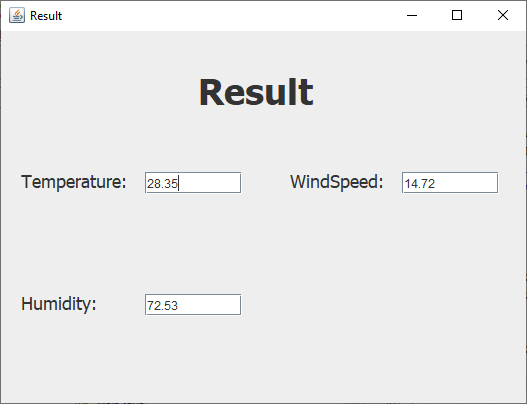 Result
Result
Temperature: 28.35 WindSpeed: 14.72
Humidity: 72.53